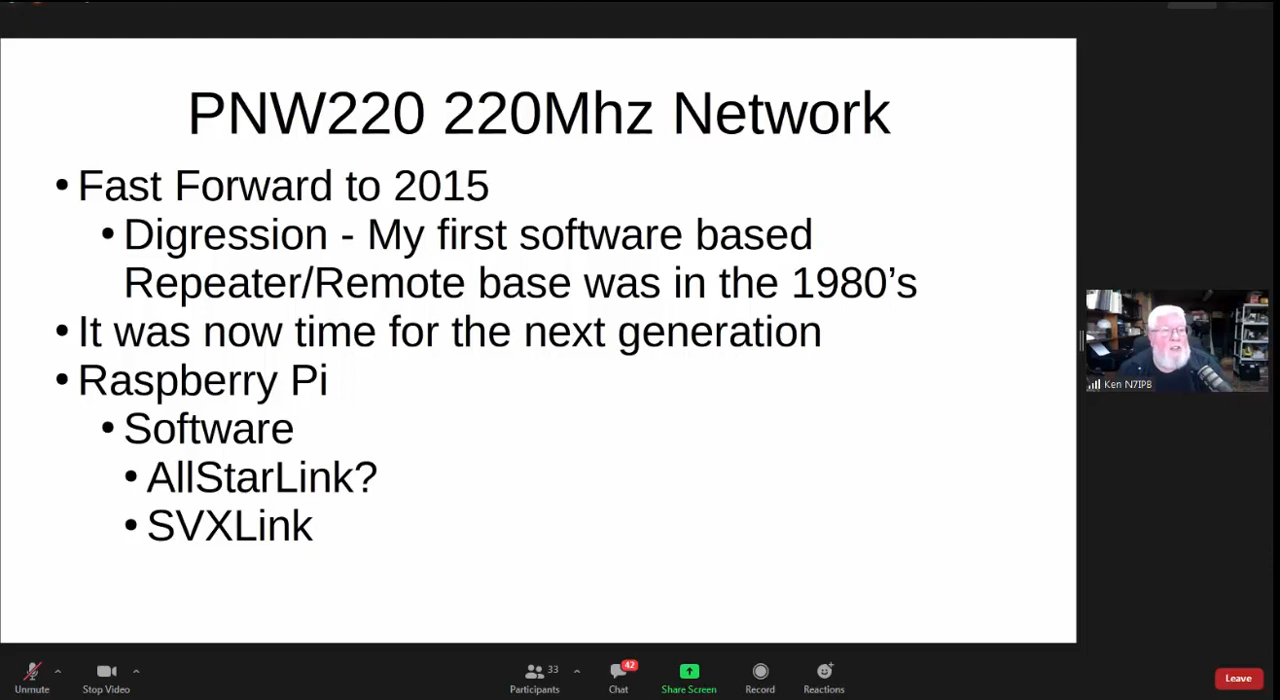 PNW220 220Mhz Network
• Fast Forward to 2015
• Digression - My first software based
Repeater/Remote base was in the 1980’s
• It was now time for the next generation
• Raspberry Pi
• Software
• AllStarLink?
• SVXLink
Ken N7IPB
Unmute
Stop Video
33
Participants
42
Chat
Share Screen
Record
Reactions
Leave